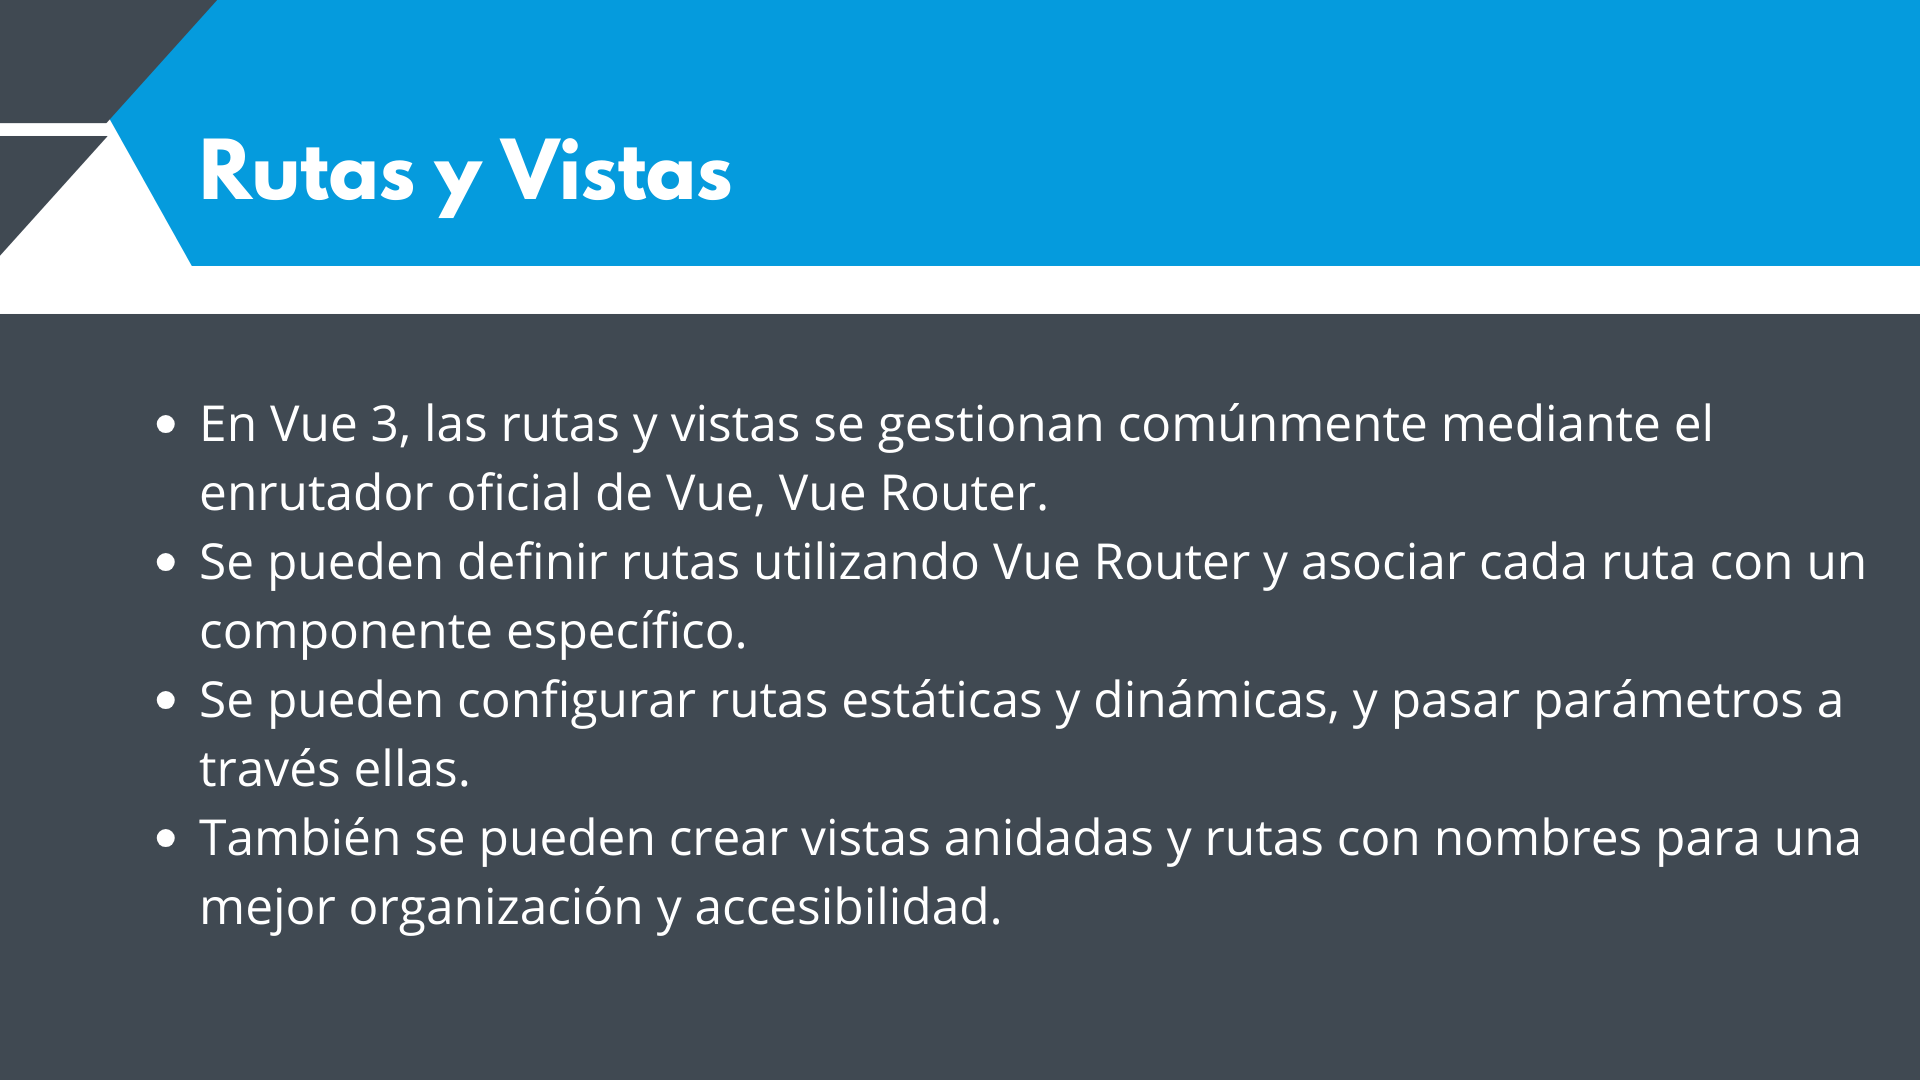 Rutas y Vistas
• En Vue 3, las rutas y vistas se gestionan comúnmente mediante el
enrutador oficial de Vue, Vue Router.
• Se pueden definir rutas utilizando Vue Router y asociar cada ruta con un
componente específico.
• Se pueden configurar rutas estáticas y dinámicas, y pasar parámetros a
través ellas.
• También se pueden crear vistas anidadas y rutas con nombres para una
mejor organización y accesibilidad.